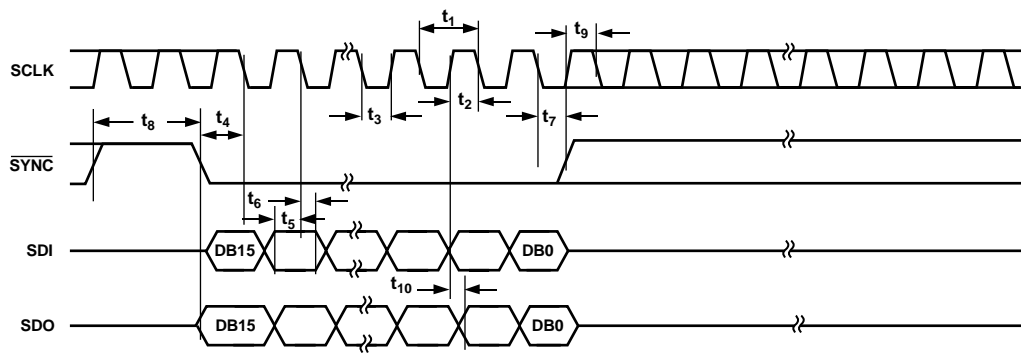 t1
t9
SCLK
t2
t3
t7
t8
t4
SYNC
t6
t5
SDI
DB15
DB0
t10
SDO
DB15
DB0